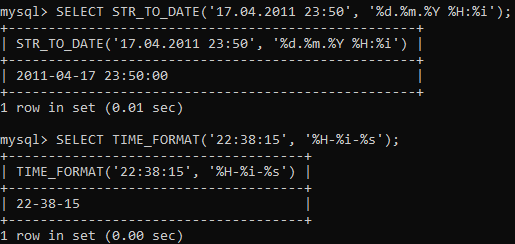 mysql> SELECT STR_TO_DATE('17.04.2011 23:50', '%d.%m.%Y %H:%i');
+--------------------------------------------------+
| STR_TO_DATE('17.04.2011 23:50', '%d.%m.%Y %H:%i') |
+--------------------------------------------------+
| 2011-04-17 23:50:00                               |
+--------------------------------------------------+
1 row in set (0.01 sec)
mysql> SELECT TIME_FORMAT('22:38:15', '%H-%i-%s');
+-------------------------------------+
| TIME_FORMAT('22:38:15', '%H-%i-%s') |
+-------------------------------------+
| 22-38-15                            |
+-------------------------------------+
1 row in set (0.00 sec)